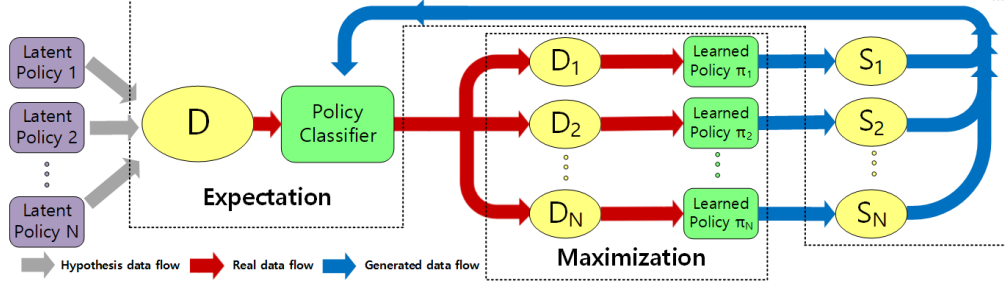 Latent
Policy 1
Latent
Policy 2
Latent
Policy N
D
Policy
Classifier
Expectation
D₁
D₂
Dₙ
Learned
Policy π₁
Learned
Policy π₂
Learned
Policy πₙ
S₁
S₂
Sₙ
Maximization
Hypothesis data flow
Real data flow
Generated data flow